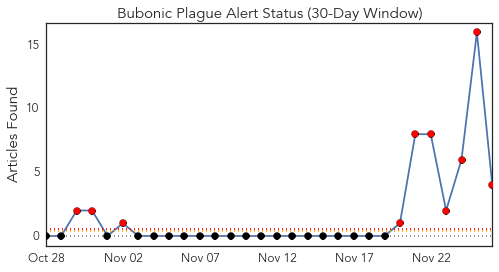 Bubonic Plague Alert Status (30-Day Window)
Articles Found
15
10
5
0
Oct 28 Nov 02 Nov 07 Nov 12 Nov 17 Nov 22